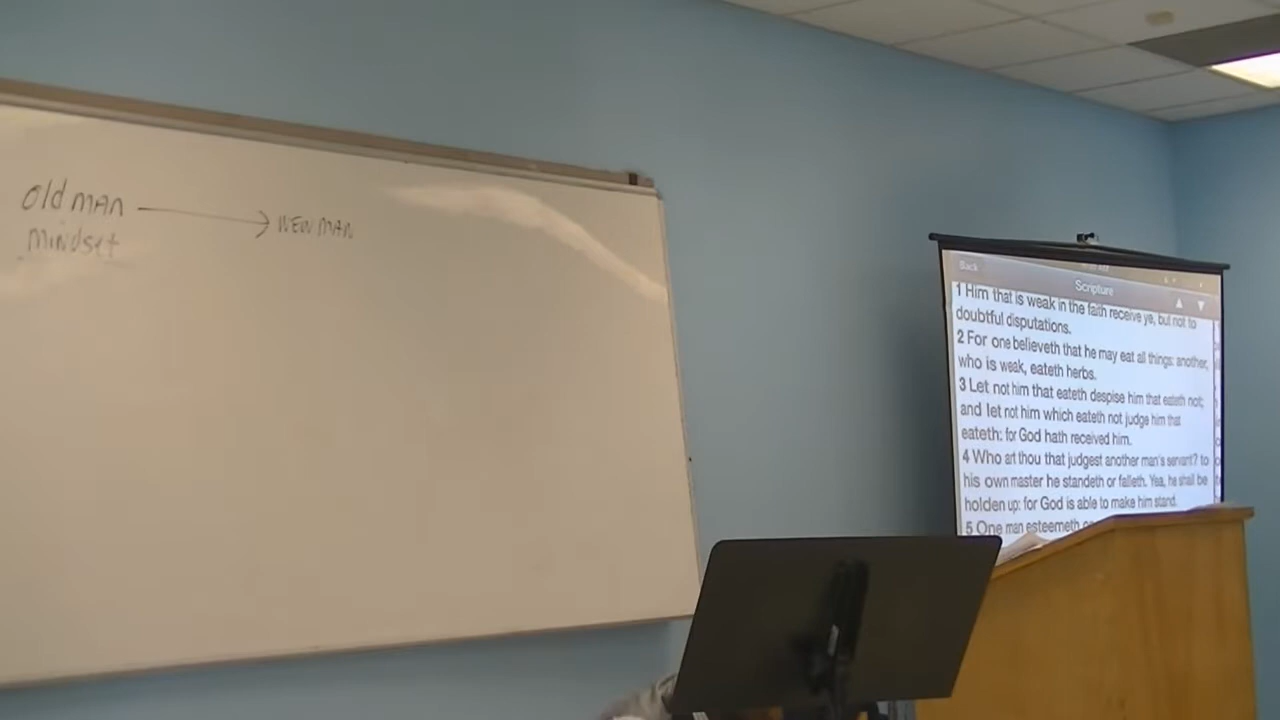 old man → NEW MAN
mindset
Back
Scripture
1 Him that is weak in the faith receive ye, but not to
doubtful disputations.
2 For one believeth that he may eat all things: another,
who is weak, eateth herbs.
3 Let not him that eateth despise him that eateth not;
and let not him which eateth not judge him that
eateth: for God hath received him.
4 Who art thou that judgest another man's servant? to
his own master he standeth or falleth. Yea, he shall be
holden up: for God is able to make him stand.
5 One man esteemeth